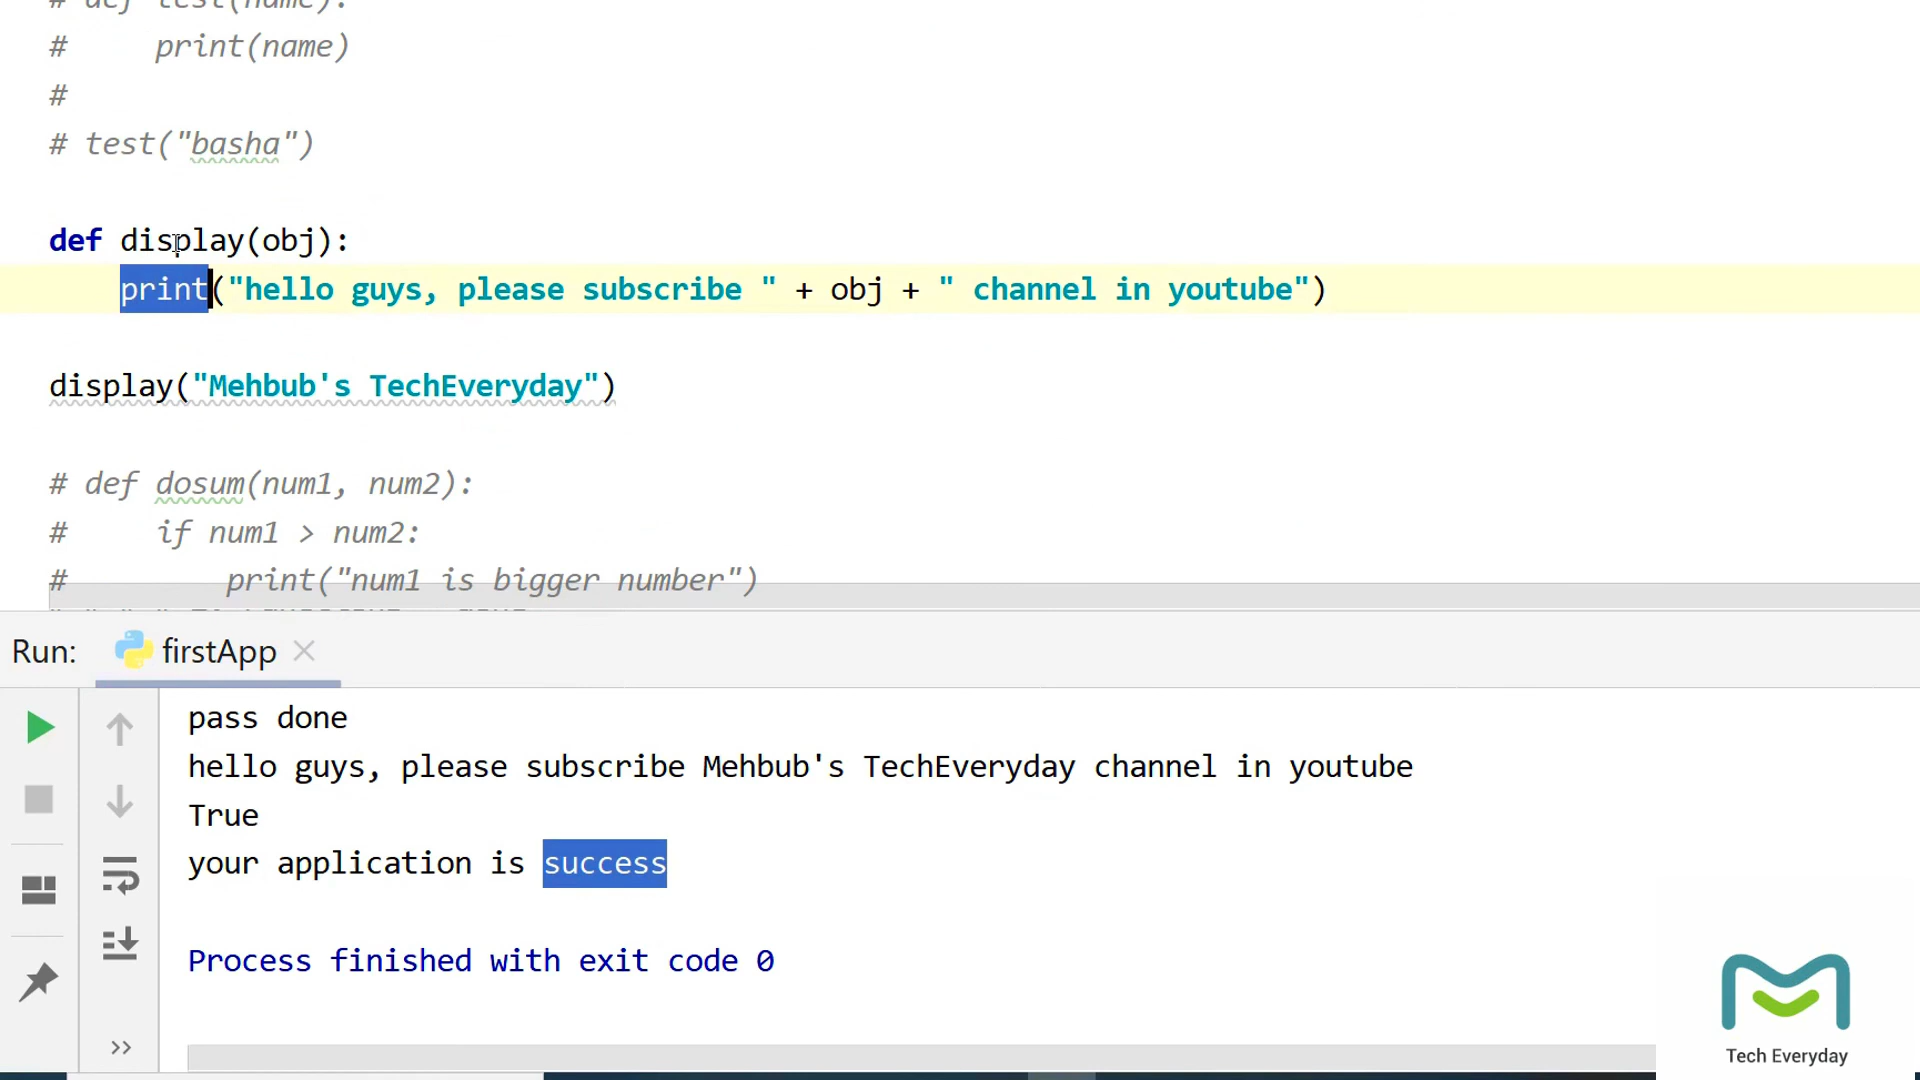 # def test(name):
#     print(name)
#
# test("basha")
def display(obj):
    print("hello guys, please subscribe " + obj + " channel in youtube")
display("Mehbub's TechEveryday")
# def dosum(num1, num2):
#     if num1 > num2:
#         print("num1 is bigger number")
Run: firstApp
pass done
hello guys, please subscribe Mehbub's TechEveryday channel in youtube
True
your application is success
Process finished with exit code 0
Tech Everyday